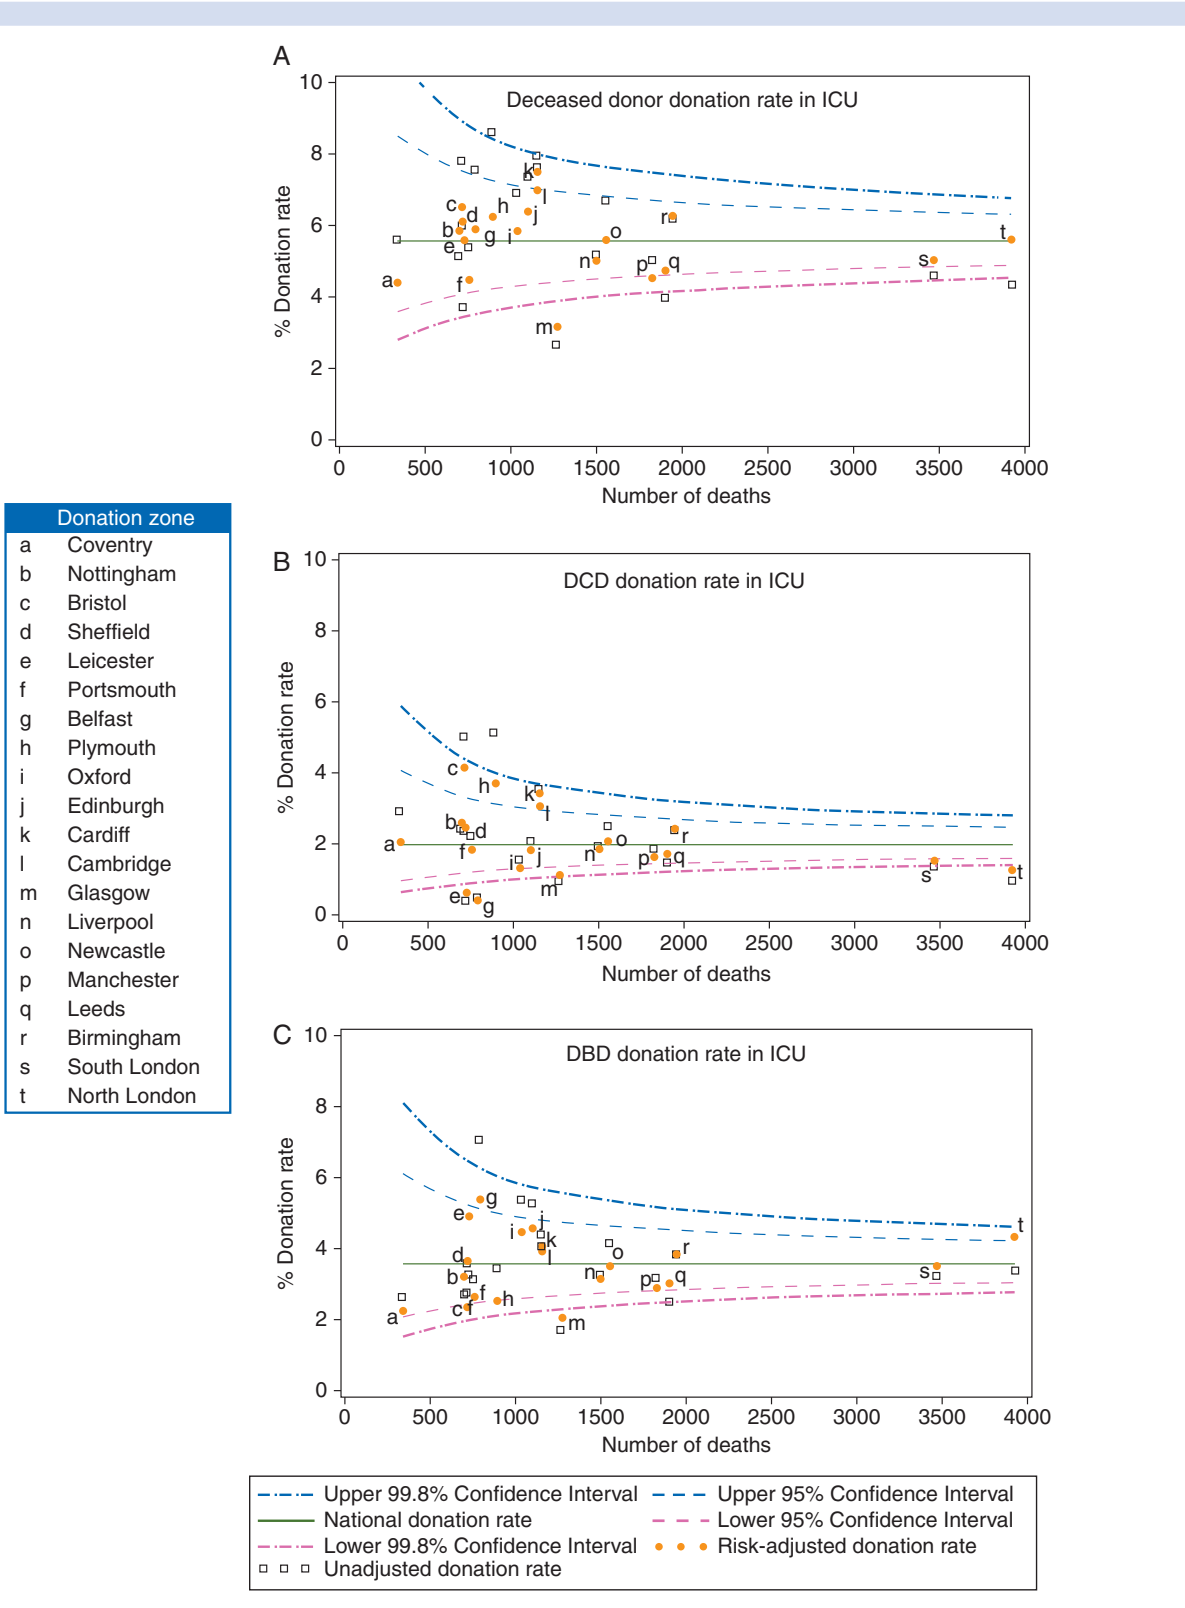 A
Deceased donor donation rate in ICU
% Donation rate
10
8
6
4
2
0
a
b
c
d
e
f
g
h
i
j
k
l
m
n
o
p
q
r
s
t
0 500 1000 1500 2000 2500 3000 3500 4000
Number of deaths
Donation zone
a Coventry
b Nottingham
c Bristol
d Sheffield
e Leicester
f Portsmouth
g Belfast
h Plymouth
i Oxford
j Edinburgh
k Cardiff
l Cambridge
m Glasgow
n Liverpool
o Newcastle
p Manchester
q Leeds
r Birmingham
s South London
t North London
B
DCD donation rate in ICU
% Donation rate
10
8
6
4
2
0
a
b
c
d
e
f
g
h
i
j
k
l
m
n
o
p
q
r
s
t
0 500 1000 1500 2000 2500 3000 3500 4000
Number of deaths
C
DBD donation rate in ICU
% Donation rate
10
8
6
4
2
0
a
b
c
d
e
f
f
g
h
i
j
k
l
m
n
o
p
q
r
s
t
0 500 1000 1500 2000 2500 3000 3500 4000
Number of deaths
Upper 99.8% Confidence Interval Upper 95% Confidence Interval
National donation rate Lower 95% Confidence Interval
Lower 99.8% Confidence Interval Risk-adjusted donation rate
Unadjusted donation rate